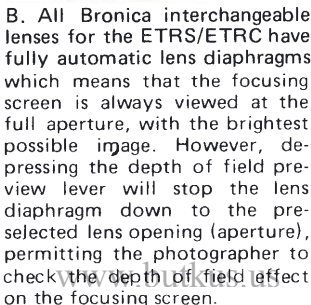 B. All Bronica interchangeable
lenses for the ETRS/ETRC have
fully automatic lens diaphragms
which means that the focusing
screen is always viewed at the
full aperture, with the brightest
possible image. However, de-
pressing the depth of field pre-
view lever will stop the lens
diaphragm down to the pre-
selected lens opening (aperture),
permitting the photographer to
check the depth of field effect
www.butkus.us
on the focusing screen.